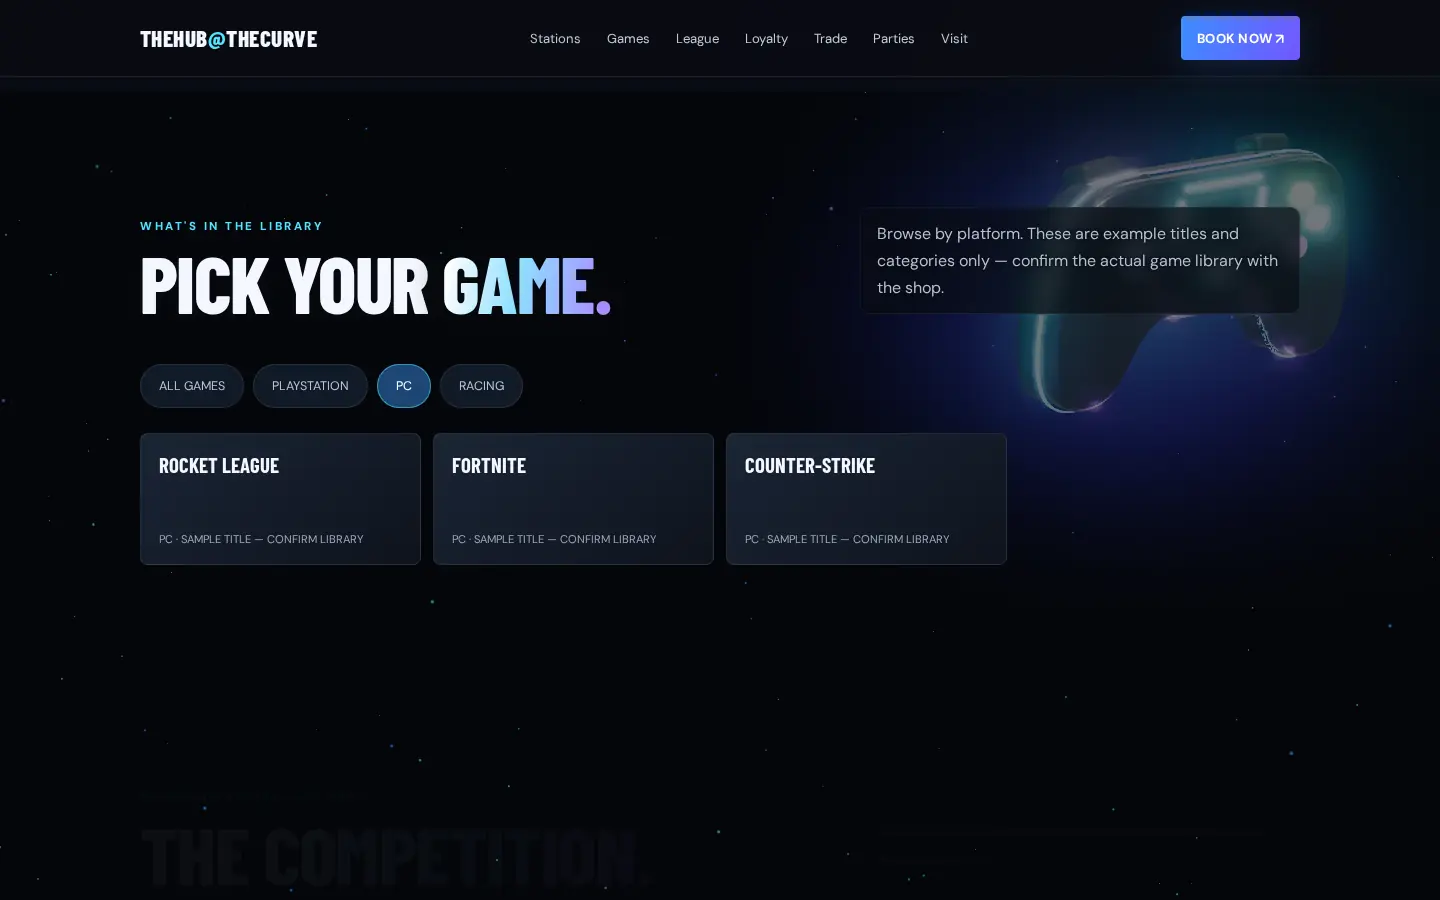 THEHUB@THECURVE
Stations
Games
League
Loyalty
Trade
Parties
Visit
BOOK NOW
WHAT'S IN THE LIBRARY
PICK YOUR GAME.
Browse by platform. These are example titles and
categories only — confirm the actual game library with
the shop.
ALL GAMES
PLAYSTATION
PC
RACING
ROCKET LEAGUE
PC · SAMPLE TITLE — CONFIRM LIBRARY
FORTNITE
PC · SAMPLE TITLE — CONFIRM LIBRARY
COUNTER-STRIKE
PC · SAMPLE TITLE — CONFIRM LIBRARY
THE COMPETITION.